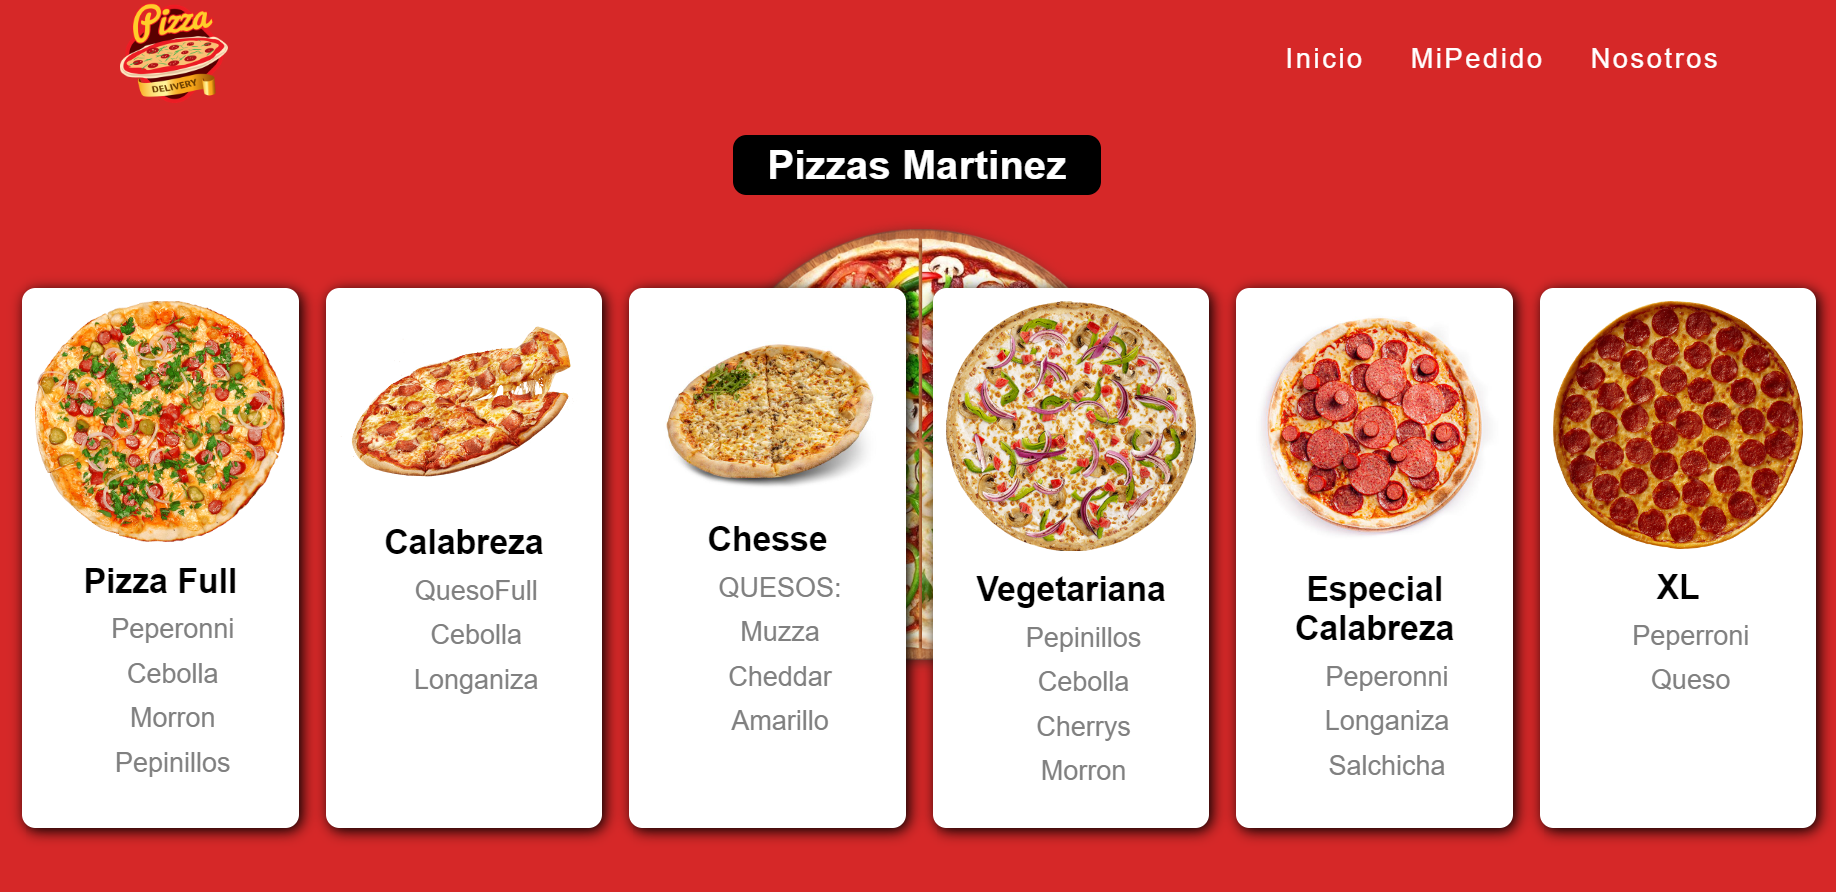 Pizza
DELIVERY
Inicio
MiPedido
Nosotros
Pizzas Martinez
Pizza Full
Peperonni
Cebolla
Morron
Pepinillos
Calabreza
QuesoFull
Cebolla
Longaniza
Chesse
QUESOS:
Muzza
Cheddar
Amarillo
Vegetariana
Pepinillos
Cebolla
Cherrys
Morron
Especial
Calabreza
Peperonni
Longaniza
Salchicha
XL
Peperroni
Queso